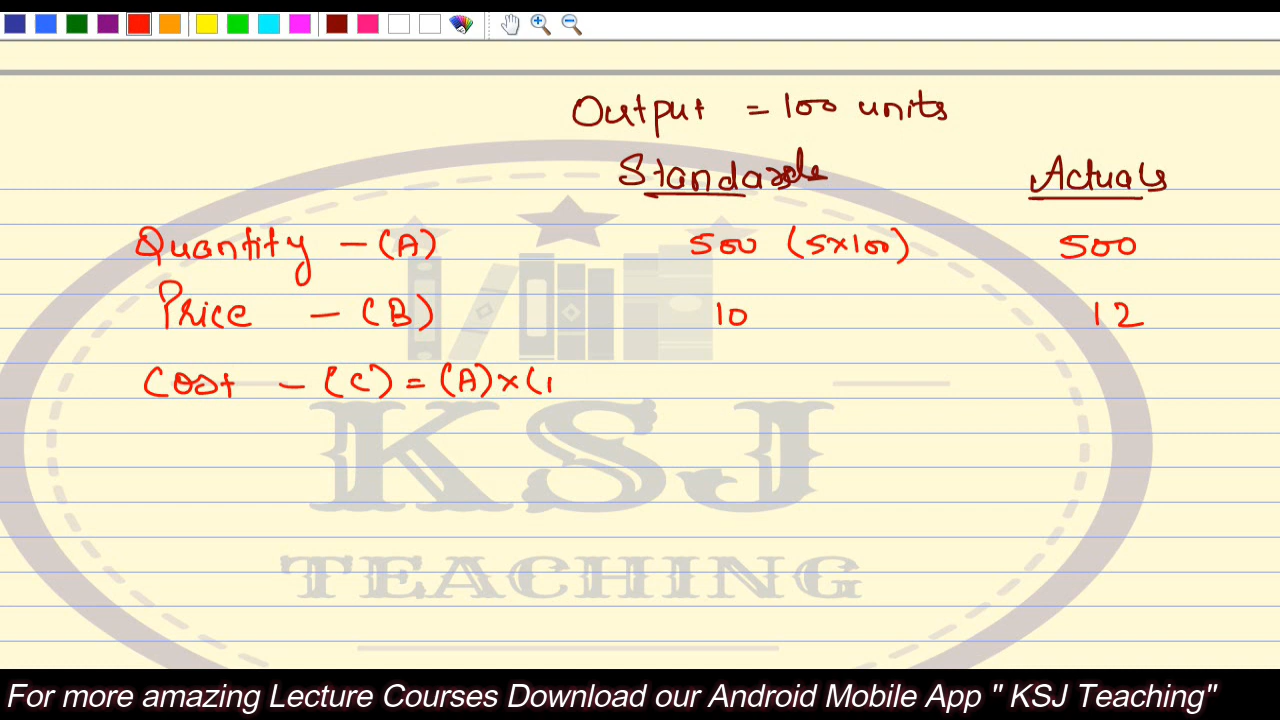 Output = 100 units
Standards Actuals
Quantity - (A) 500 (5x100) 500
Price - (B) 10 12
Cost - (C) = (A) x (
KSJ
TEACHING
For more amazing Lecture Courses Download our Android Mobile App " KSJ Teaching"